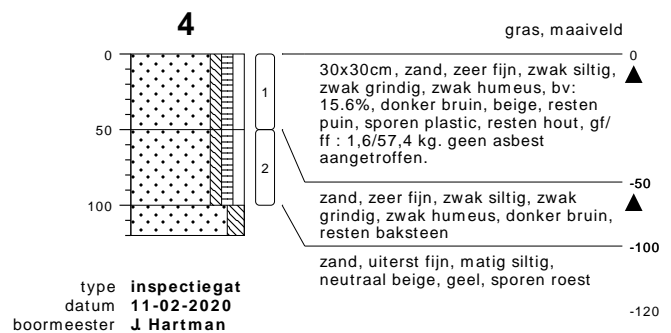 4
gras, maaiveld
0
0
30x30cm, zand, zeer fijn, zwak siltig,
zwak grindig, zwak humeus, bv:
15.6%, donker bruin, beige, resten
puin, sporen plastic, resten hout, gf/
ff : 1,6/57,4 kg. geen asbest
aangetroffen.
1
50
-50
2
zand, zeer fijn, zwak siltig, zwak
grindig, zwak humeus, donker bruin,
resten baksteen
100
-100
zand, uiterst fijn, matig siltig,
neutraal beige, geel, sporen roest
-120
type inspectiegat
datum 11-02-2020
boormeester J. Hartman